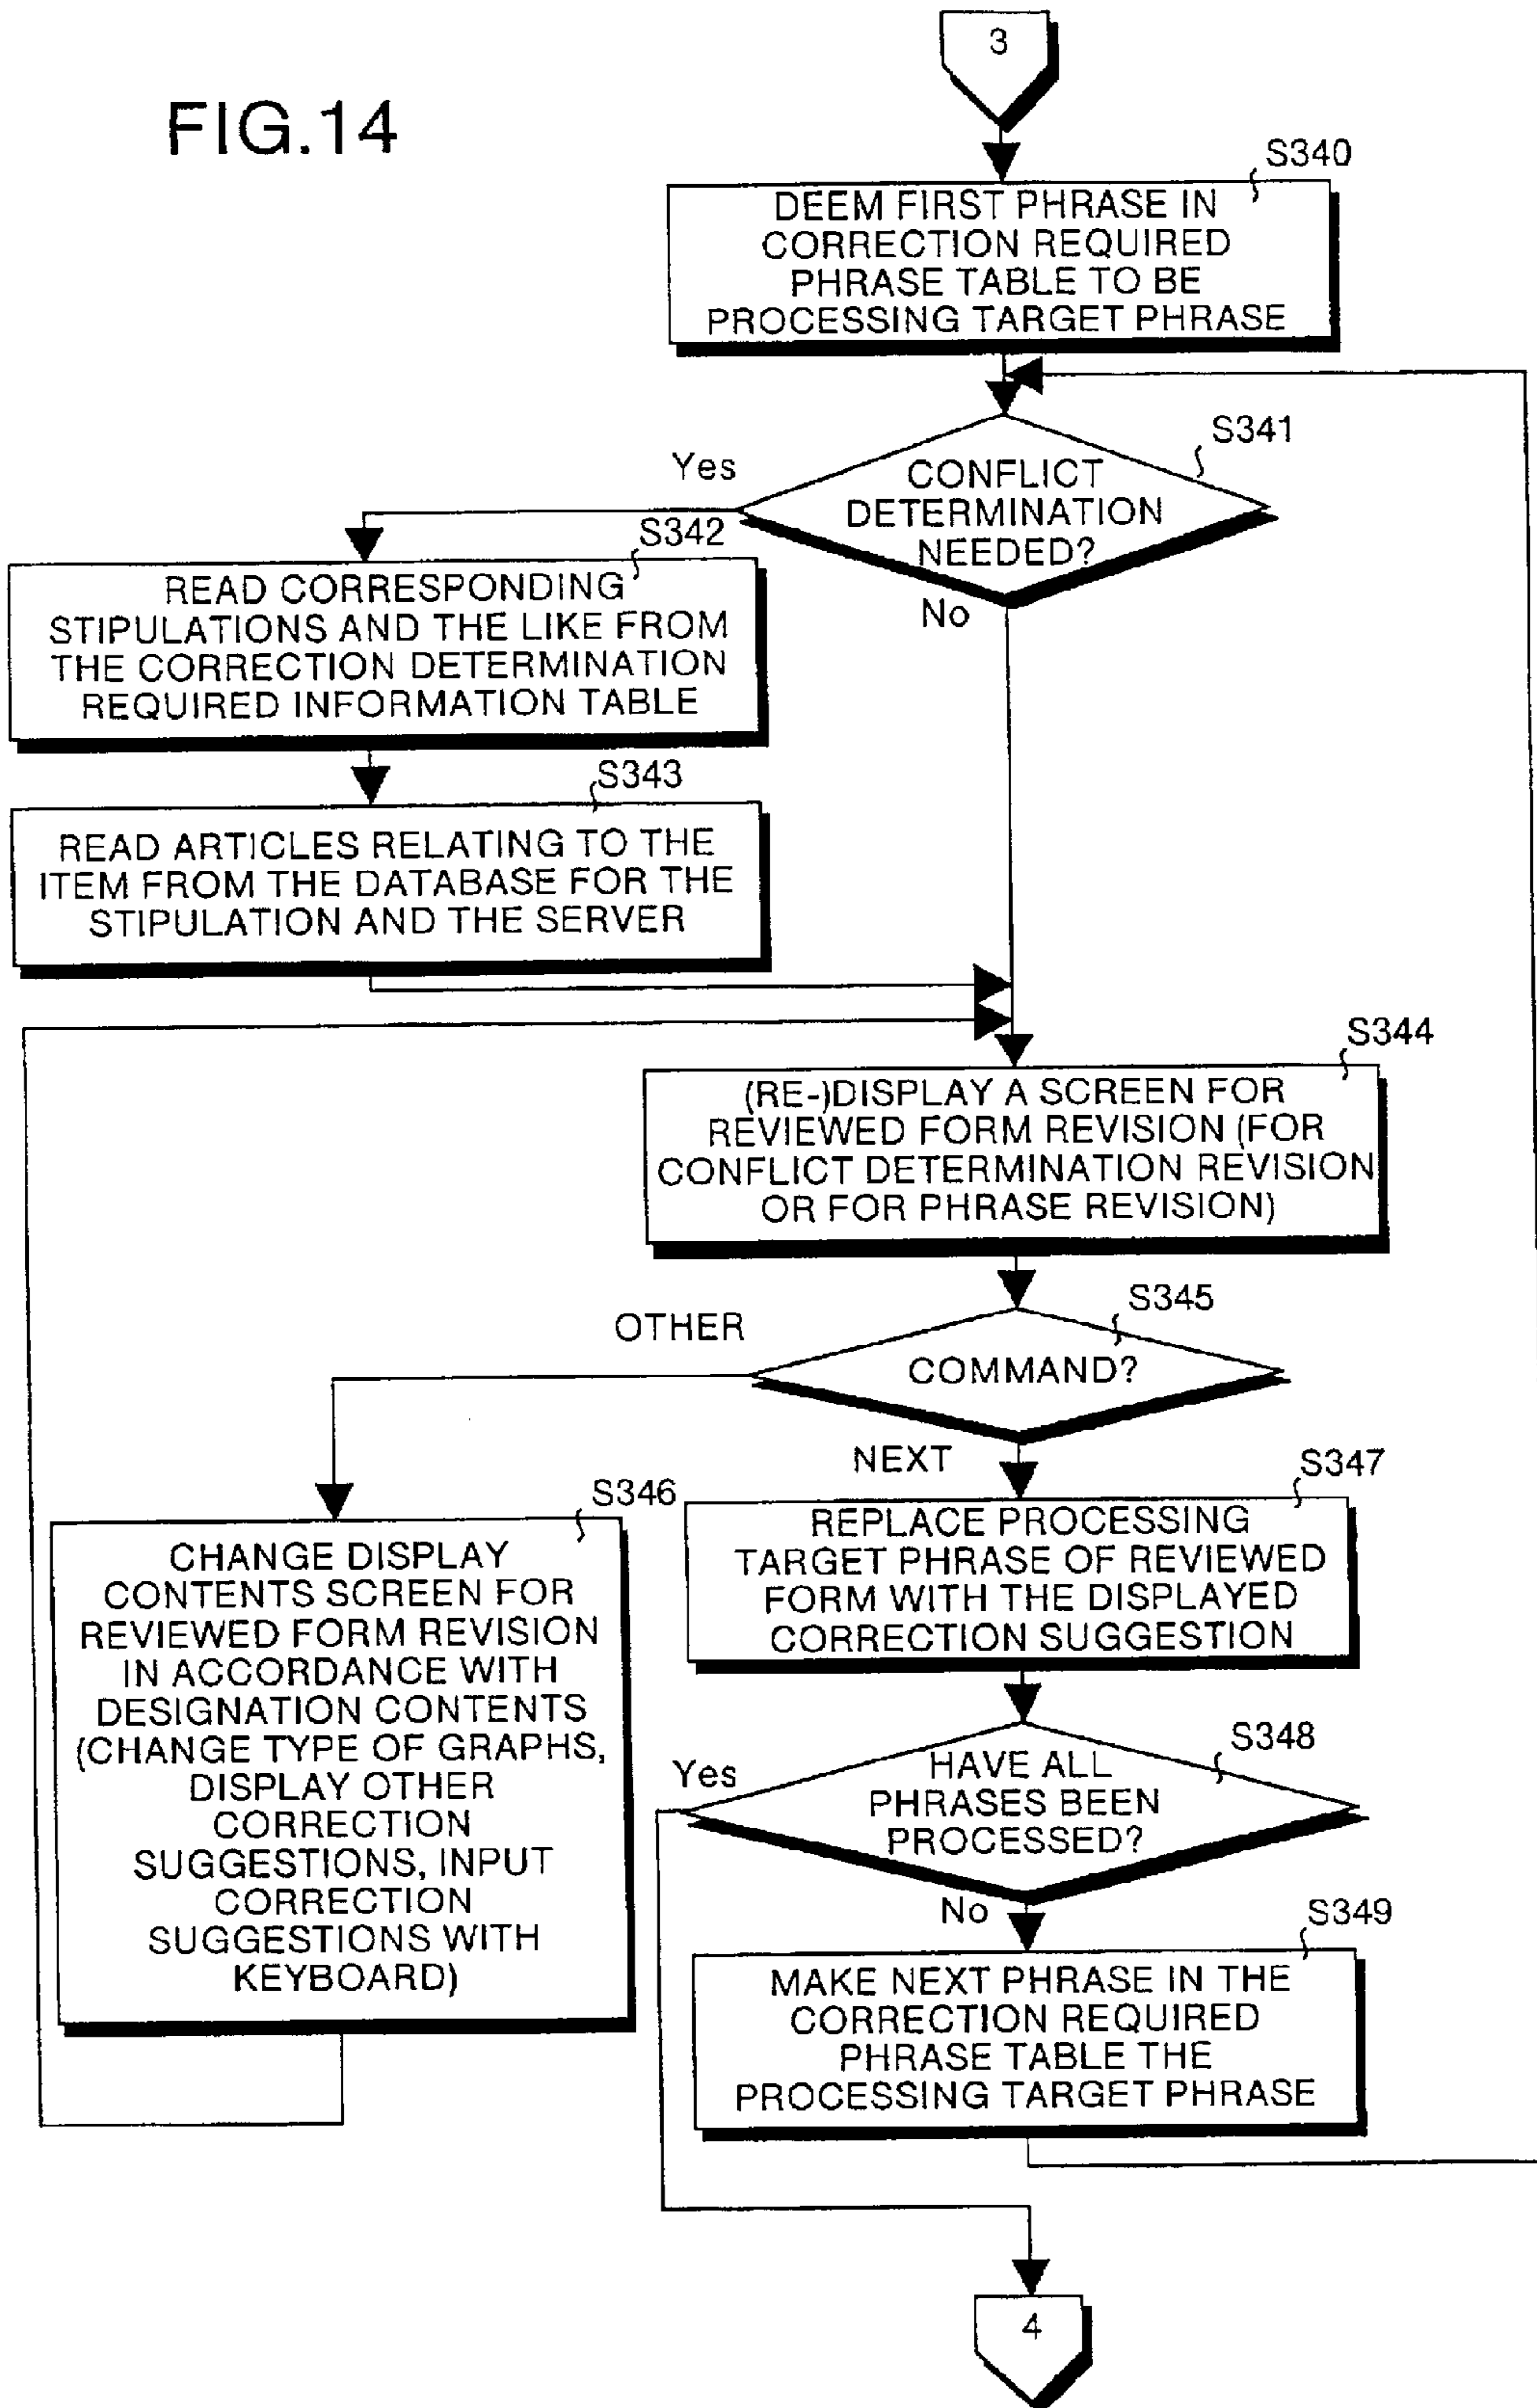 3
FIG.14
S340
DEEM FIRST PHRASE IN
CORRECTION REQUIRED
PHRASE TABLE TO BE
PROCESSING TARGET PHRASE
S341
Yes
CONFLICT
DETERMINATION
NEEDED?
No
S342
READ CORRESPONDING
STIPULATIONS AND THE LIKE FROM
THE CORRECTION DETERMINATION
REQUIRED INFORMATION TABLE
S343
READ ARTICLES RELATING TO THE
ITEM FROM THE DATABASE FOR THE
STIPULATION AND THE SERVER
S344
(RE-)DISPLAY A SCREEN FOR
REVIEWED FORM REVISION (FOR
CONFLICT DETERMINATION REVISION
OR FOR PHRASE REVISION)
S345
OTHER
COMMAND?
NEXT
S346
CHANGE DISPLAY
CONTENTS SCREEN FOR
REVIEWED FORM REVISION
IN ACCORDANCE WITH
DESIGNATION CONTENTS
(CHANGE TYPE OF GRAPHS,
DISPLAY OTHER
CORRECTION
SUGGESTIONS, INPUT
CORRECTION
SUGGESTIONS WITH
KEYBOARD)
S347
REPLACE PROCESSING
TARGET PHRASE OF REVIEWED
FORM WITH THE DISPLAYED
CORRECTION SUGGESTION
S348
Yes
HAVE ALL
PHRASES BEEN
PROCESSED?
No
S349
MAKE NEXT PHRASE IN THE
CORRECTION REQUIRED
PHRASE TABLE THE
PROCESSING TARGET PHRASE
4